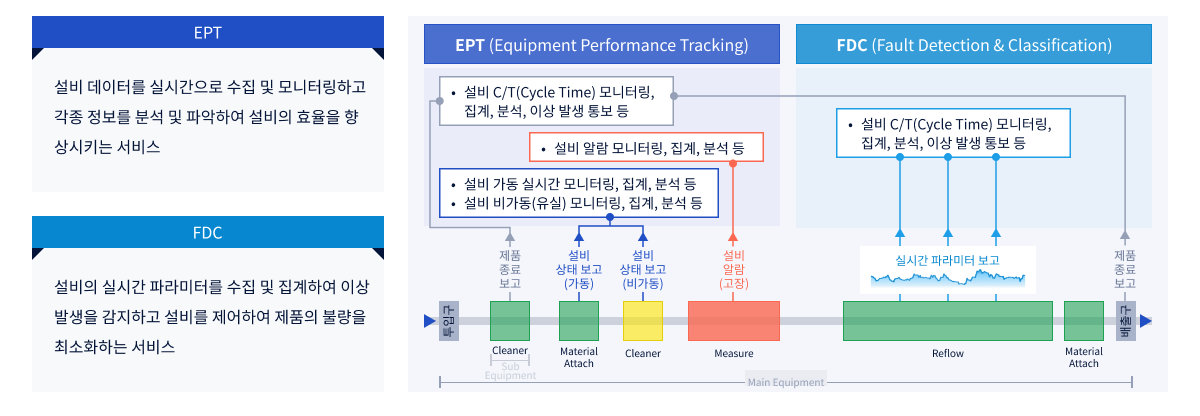 EPT
설비 데이터를 실시간으로 수집 및 모니터링하고
각종 정보를 분석 및 파악하여 설비의 효율을 향
상시키는 서비스
FDC
설비의 실시간 파라미터를 수집 및 집계하여 이상
발생을 감지하고 설비를 제어하여 제품의 불량을
최소화하는 서비스
EPT (Equipment Performance Tracking)
FDC (Fault Detection & Classification)
• 설비 C/T(Cycle Time) 모니터링,
집계, 분석, 이상 발생 통보 등
• 설비 알람 모니터링, 집계, 분석 등
• 설비 가동 실시간 모니터링, 집계, 분석 등
• 설비 비가동(유실) 모니터링, 집계, 분석 등
• 설비 C/T(Cycle Time) 모니터링,
집계, 분석, 이상 발생 통보 등
제품
종료
보고
설비
상태 보고
(가동)
설비
상태 보고
(비가동)
설비
알람
(고장)
실시간 파라미터 보고
제품
종료
보고
투입구
배출구
Cleaner
Sub
Equipment
Material
Attach
Cleaner
Measure
Reflow
Material
Attach
Main Equipment